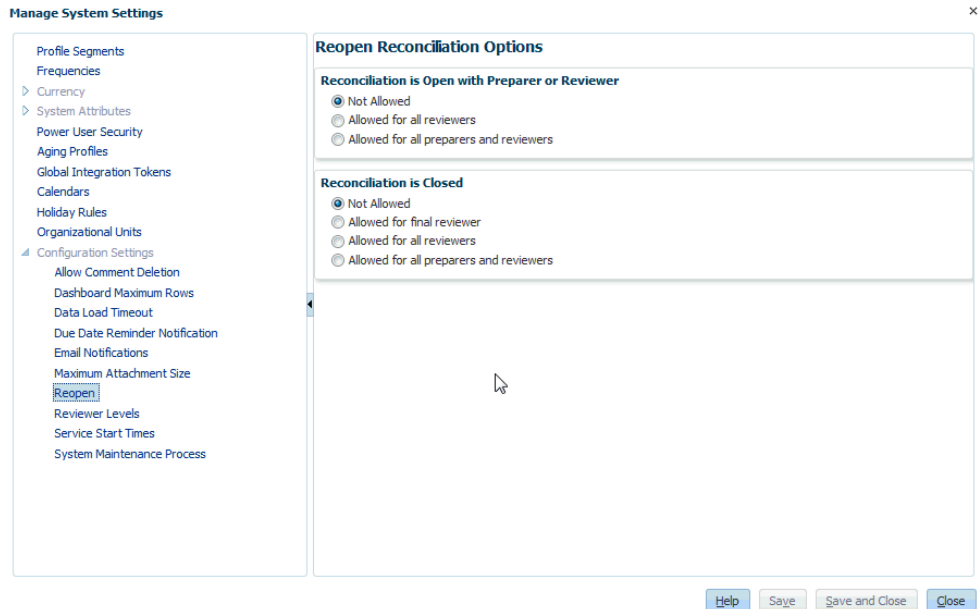 Manage System Settings
×
Profile Segments
Frequencies
Currency
System Attributes
Power User Security
Aging Profiles
Global Integration Tokens
Calendars
Holiday Rules
Organizational Units
Configuration Settings
Allow Comment Deletion
Dashboard Maximum Rows
Data Load Timeout
Due Date Reminder Notification
Email Notifications
Maximum Attachment Size
Reopen
Reviewer Levels
Service Start Times
System Maintenance Process
Reopen Reconciliation Options
Reconciliation is Open with Preparer or Reviewer
Not Allowed
Allowed for all reviewers
Allowed for all preparers and reviewers
Reconciliation is Closed
Not Allowed
Allowed for final reviewer
Allowed for all reviewers
Allowed for all preparers and reviewers
Help Save Save and Close Close